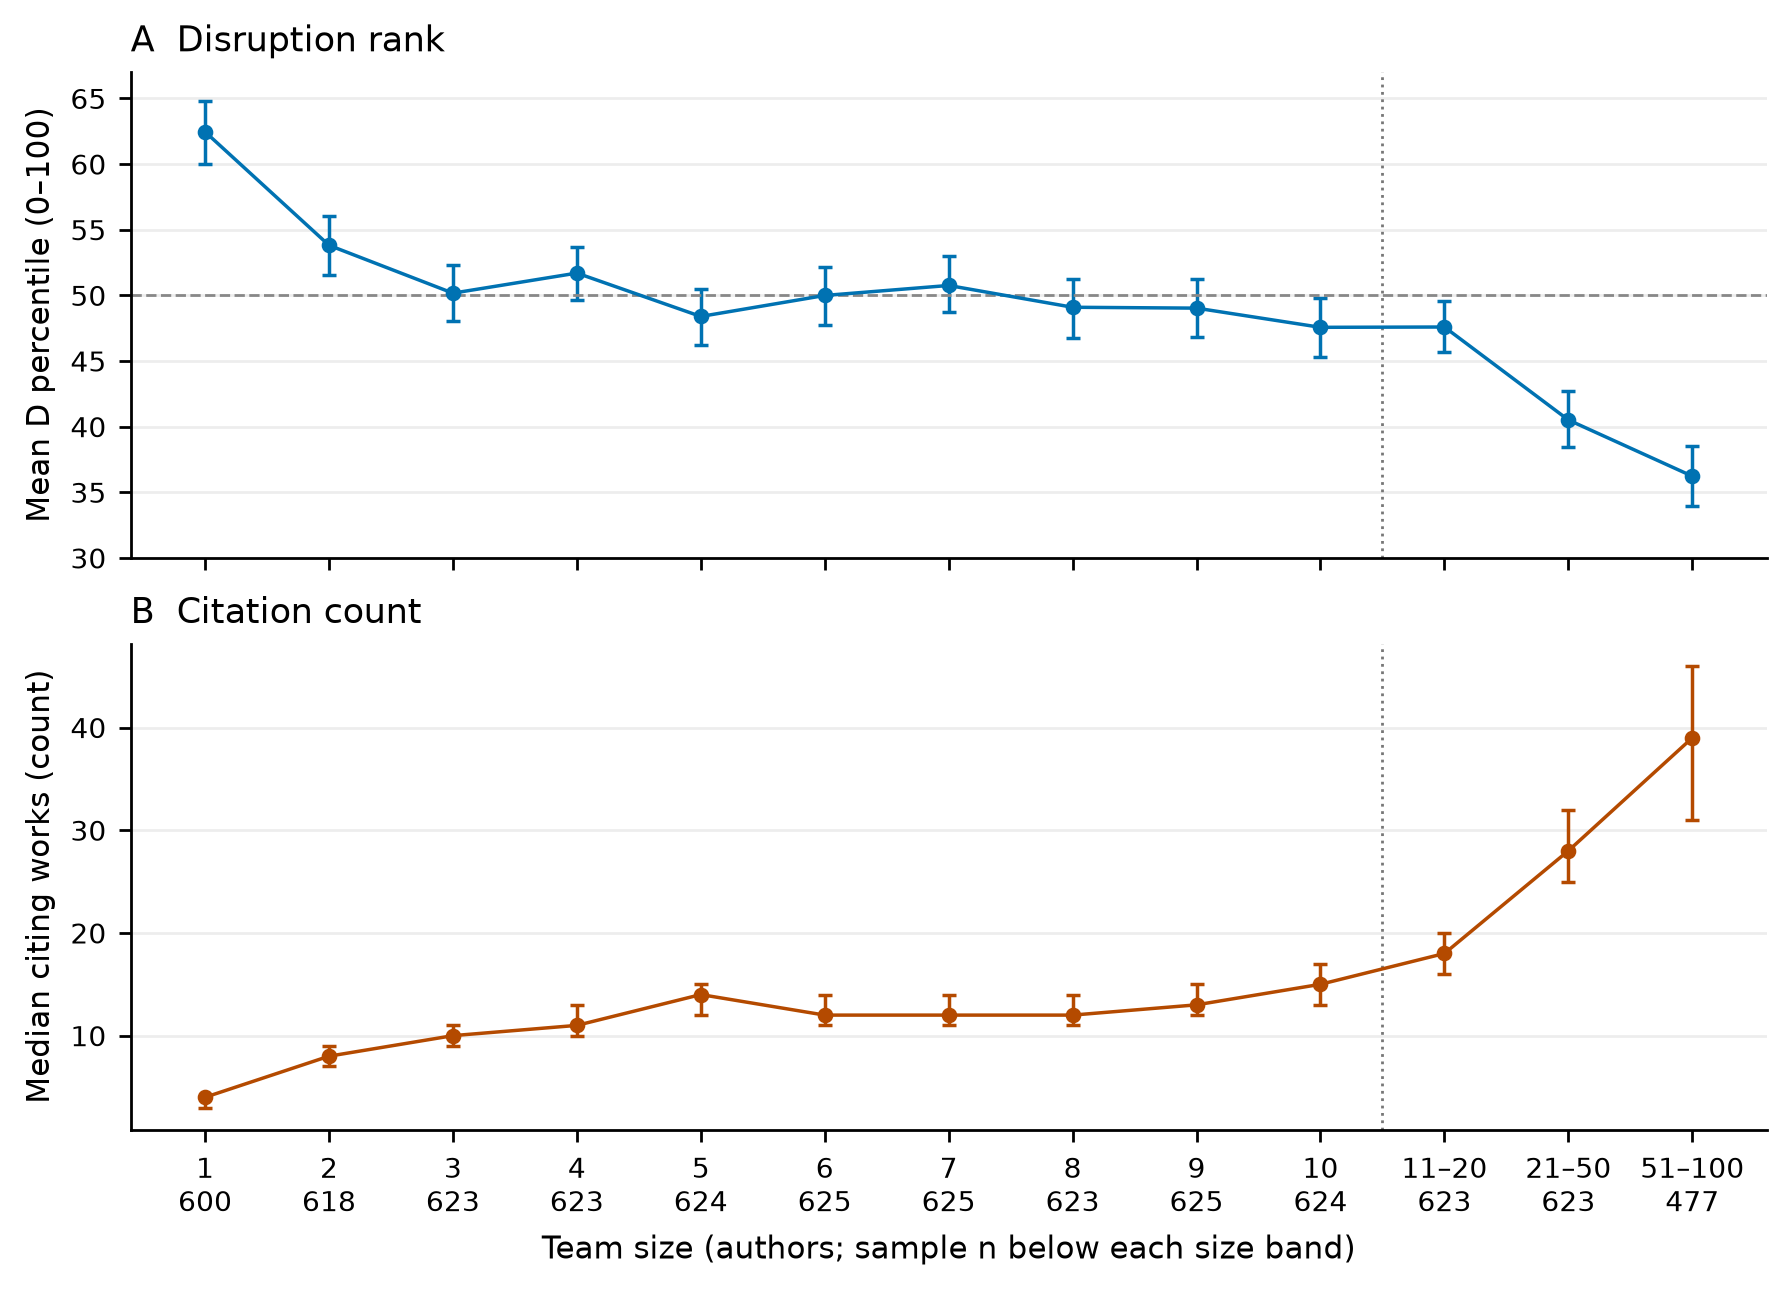 A Disruption rank
Mean D percentile (0–100)
65
60
55
50
45
40
35
30
B Citation count
Median citing works (count)
40
30
20
10
1 2 3 4 5 6 7 8 9 10 11–20 21–50 51–100
600 618 623 623 624 625 625 623 625 624 623 623 477
Team size (authors; sample n below each size band)